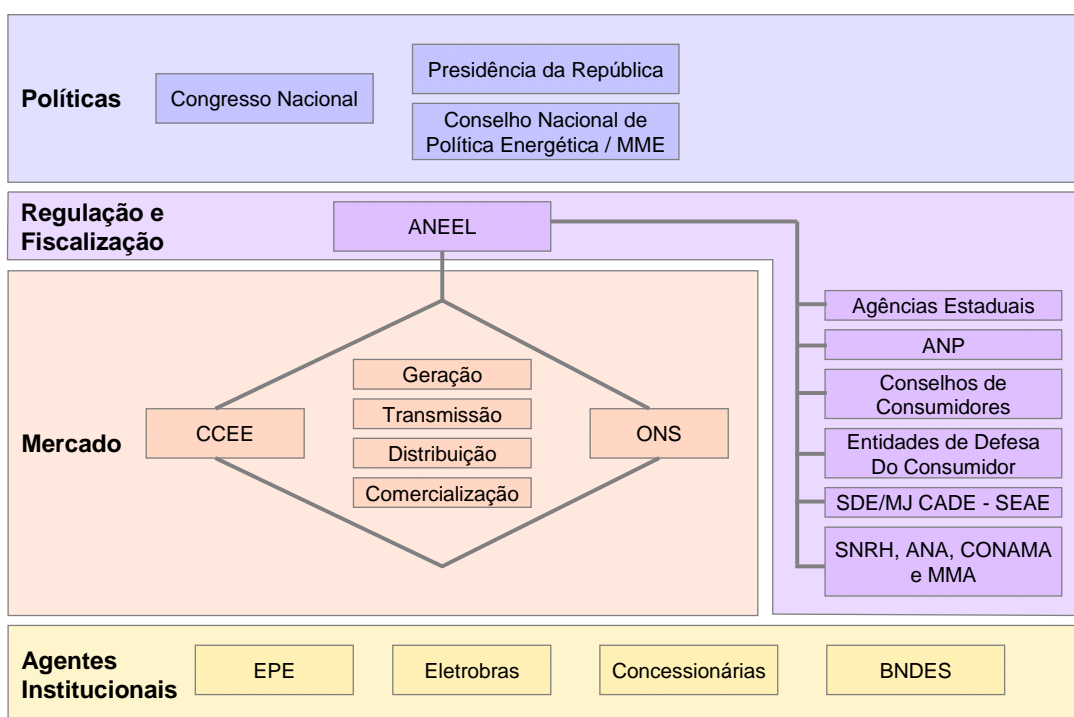 Políticas
Congresso Nacional
Presidência da República
Conselho Nacional de
Política Energética / MME
Regulação e
Fiscalização
ANEEL
Agências Estaduais
ANP
Conselhos de
Consumidores
Entidades de Defesa
Do Consumidor
SDE/MJ CADE - SEAE
SNRH, ANA, CONAMA
e MMA
Mercado
CCEE
Geração
Transmissão
Distribuição
Comercialização
ONS
Agentes
Institucionais
EPE
Eletrobras
Concessionárias
BNDES